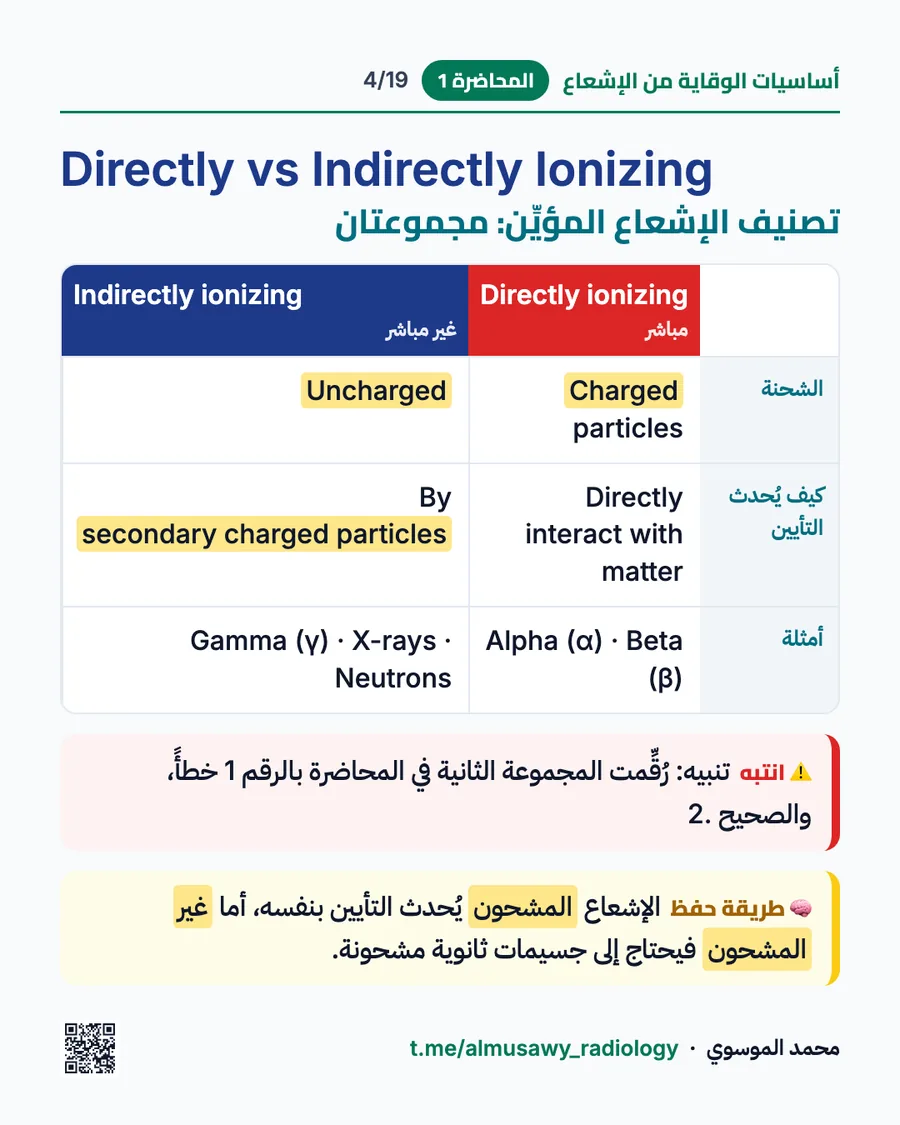 أساسيات الوقاية من الإشعاع المحاضرة 1 4/19
Directly vs Indirectly Ionizing
تصنيف الإشعاع المؤيِّن: مجموعتان
Directly ionizing
مباشر
Indirectly ionizing
غير مباشر
الشحنة
Charged
particles
Uncharged
كيف يُحدث
التأيين
Directly
interact with
matter
By
secondary charged particles
أمثلة
Alpha (α) · Beta
(β)
Gamma (γ) · X-rays ·
Neutrons
⚠️ انتبه تنبيه: رُقِّمت المجموعة الثانية في المحاضرة بالرقم 1 خطأً،
والصحيح .2
🧠 طريقة حفظ الإشعاع المشحون يُحدث التأيين بنفسه، أما غير
المشحون فيحتاج إلى جسيمات ثانوية مشحونة.
محمد الموسوي · t.me/almusawy_radiology